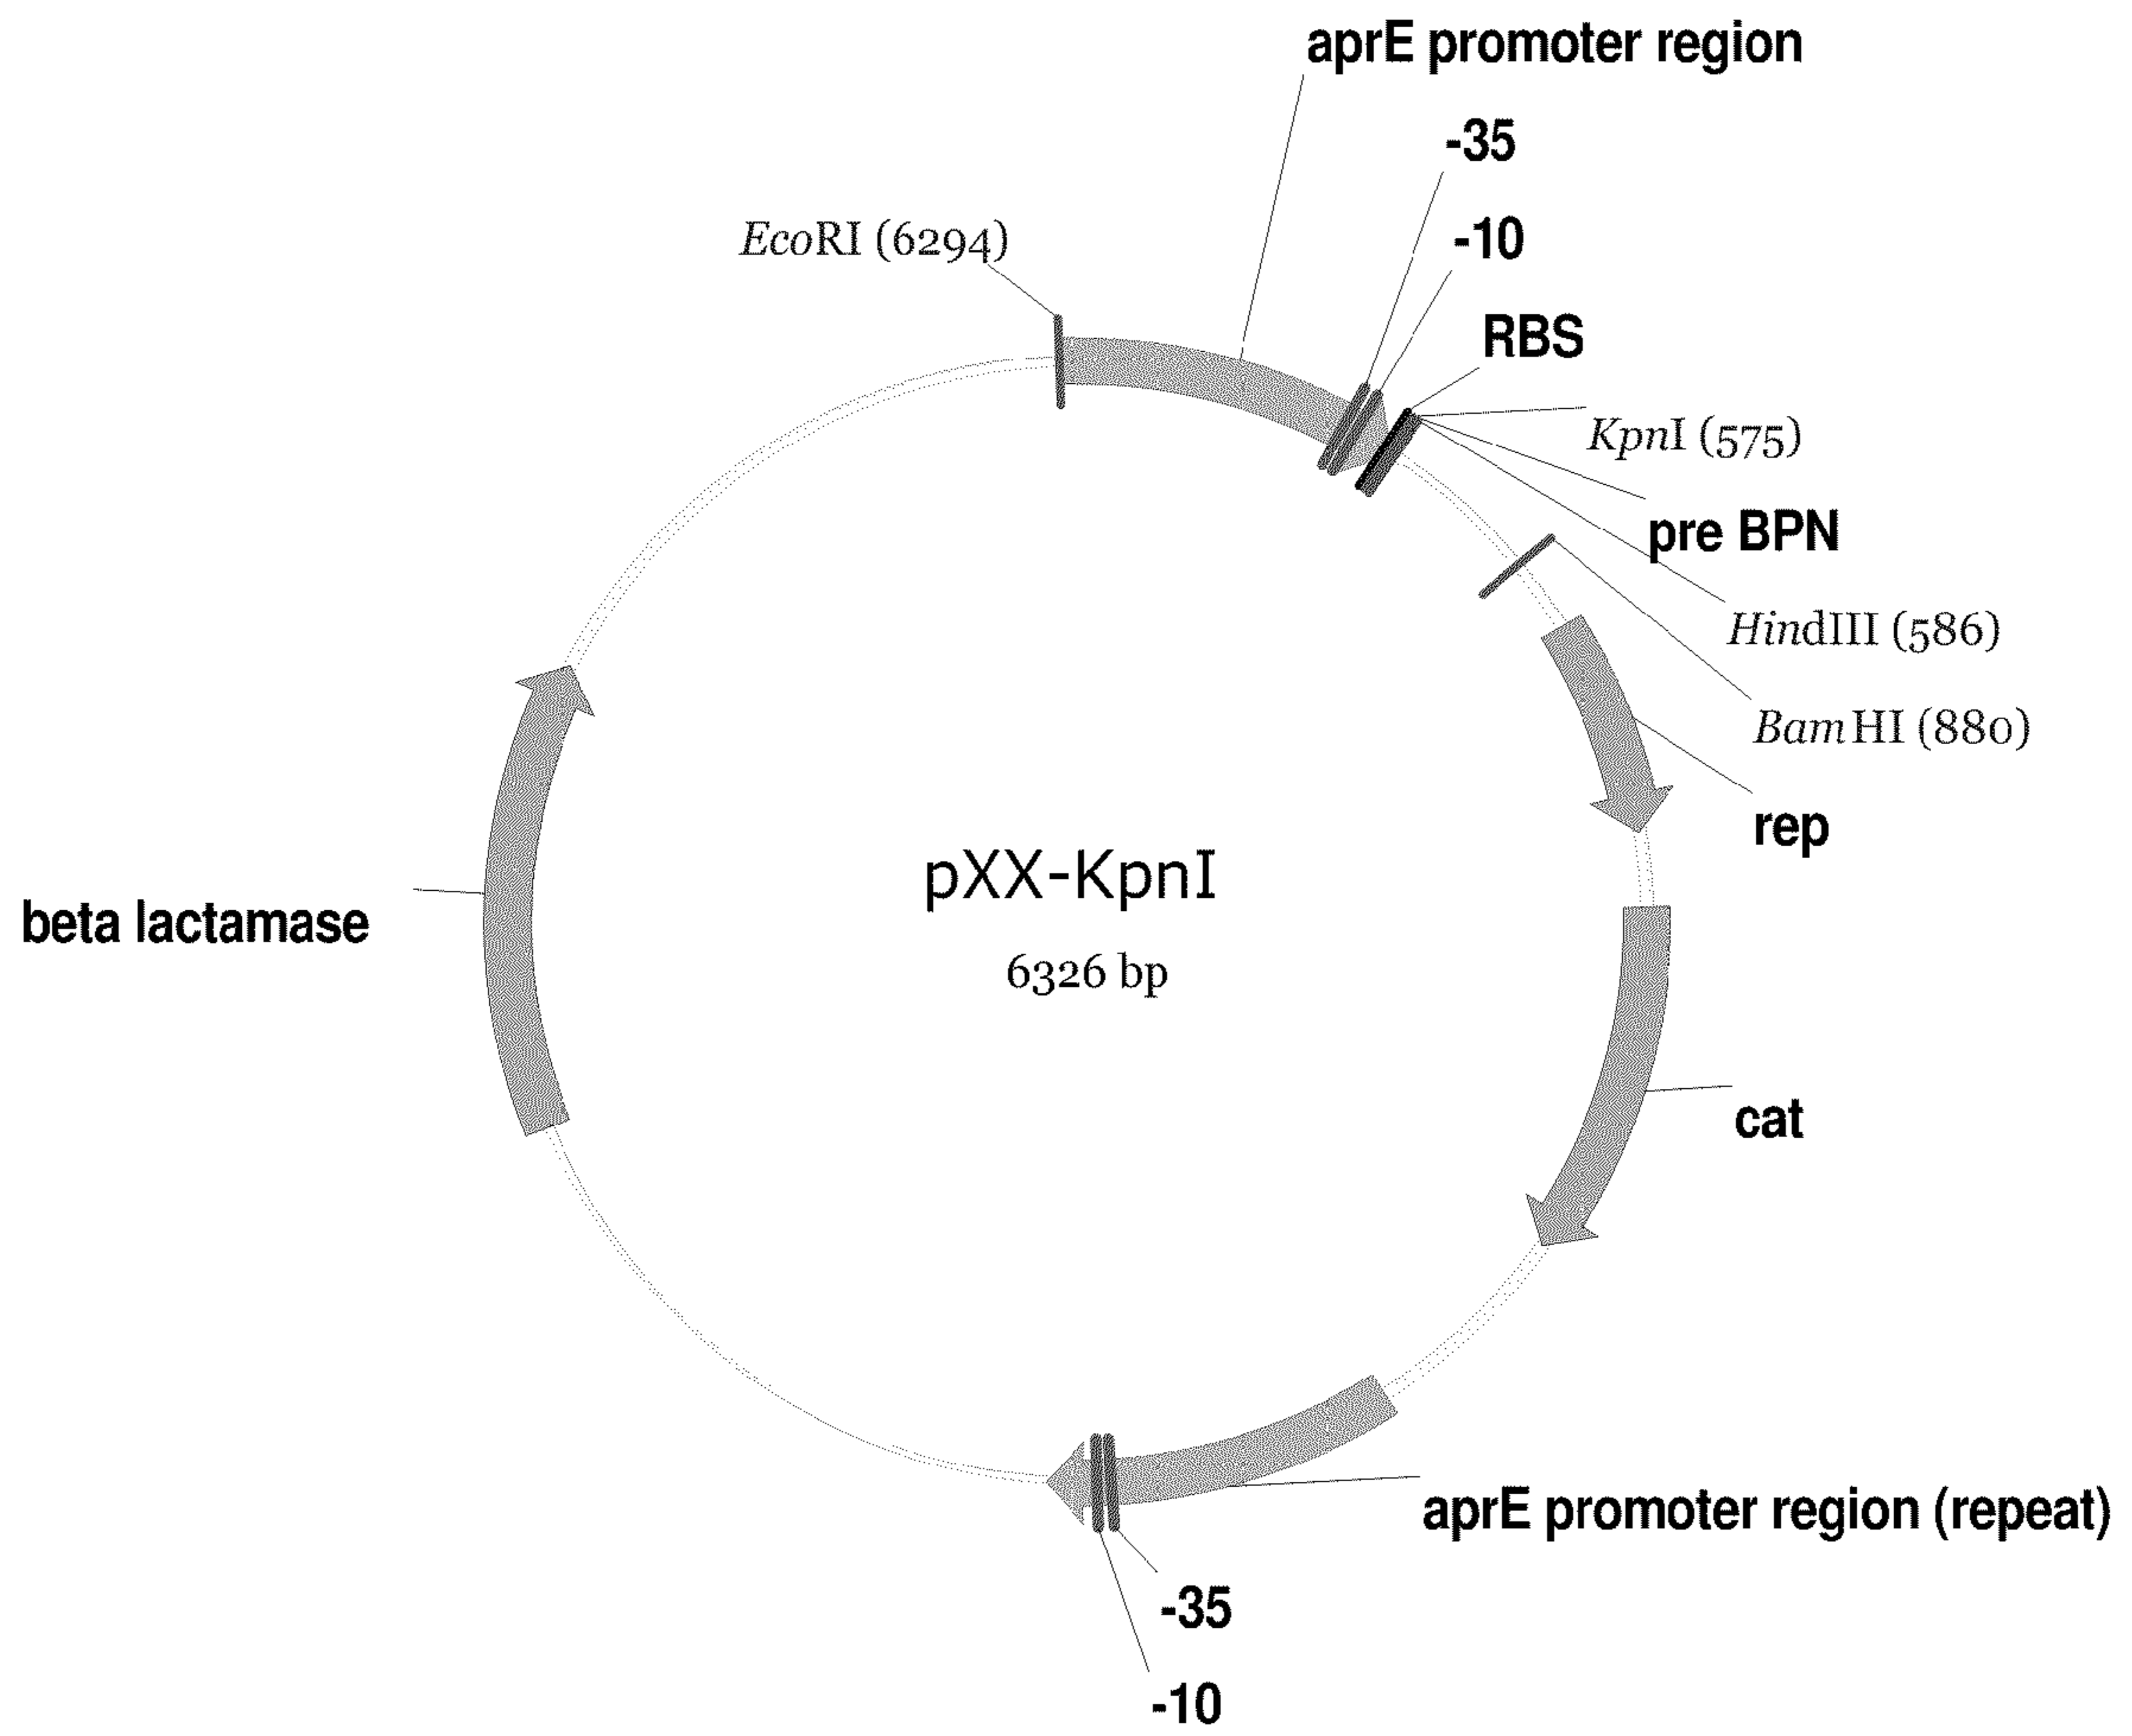 aprE promoter region
-35
-10
EcoRI (6294)
RBS
KpnI (575)
pre BPN
HindIII (586)
BamHI (880)
rep
pXX-KpnI
beta lactamase
6326 bp
cat
aprE promoter region (repeat)
-35
-10